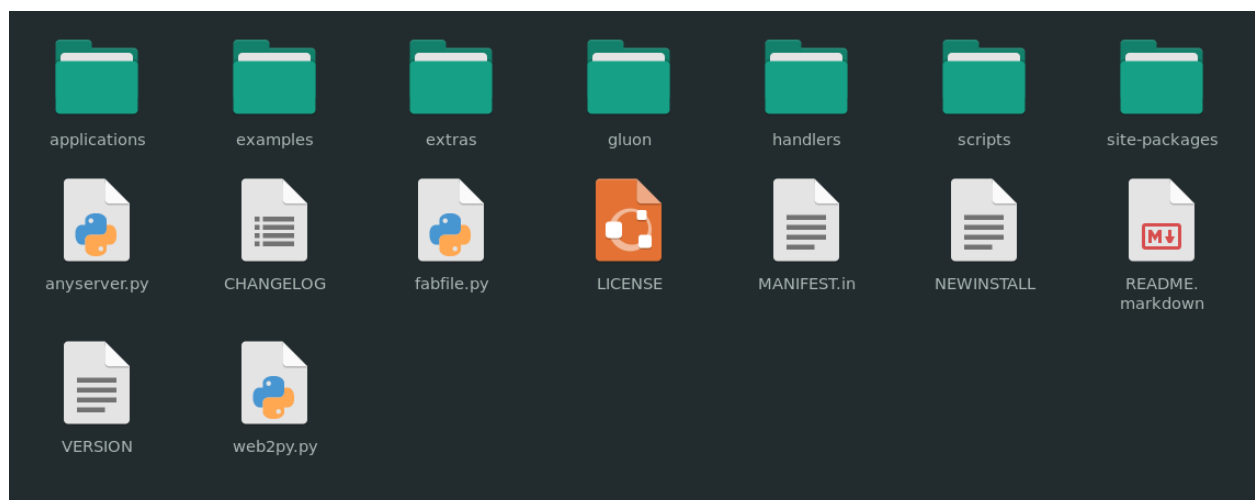 applications
examples
extras
gluon
handlers
scripts
site-packages
anyserver.py
CHANGELOG
fabfile.py
LICENSE
MANIFEST.in
NEWINSTALL
M
README.
markdown
VERSION
web2py.py